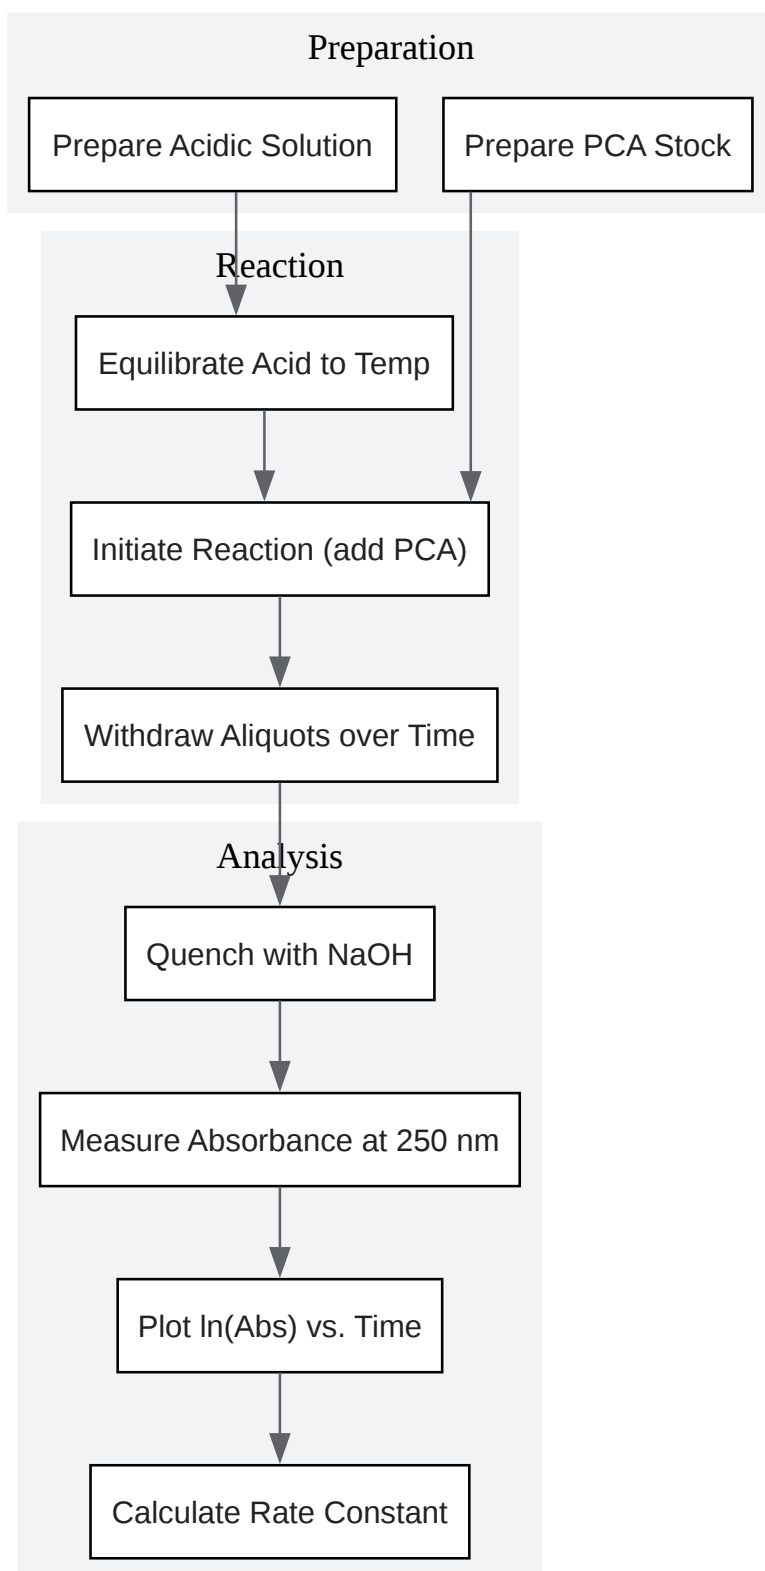 Preparation
Prepare Acidic Solution
Prepare PCA Stock
Reaction
Equilibrate Acid to Temp
Initiate Reaction (add PCA)
Withdraw Aliquots over Time
Analysis
Quench with NaOH
Measure Absorbance at 250 nm
Plot ln(Abs) vs. Time
Calculate Rate Constant